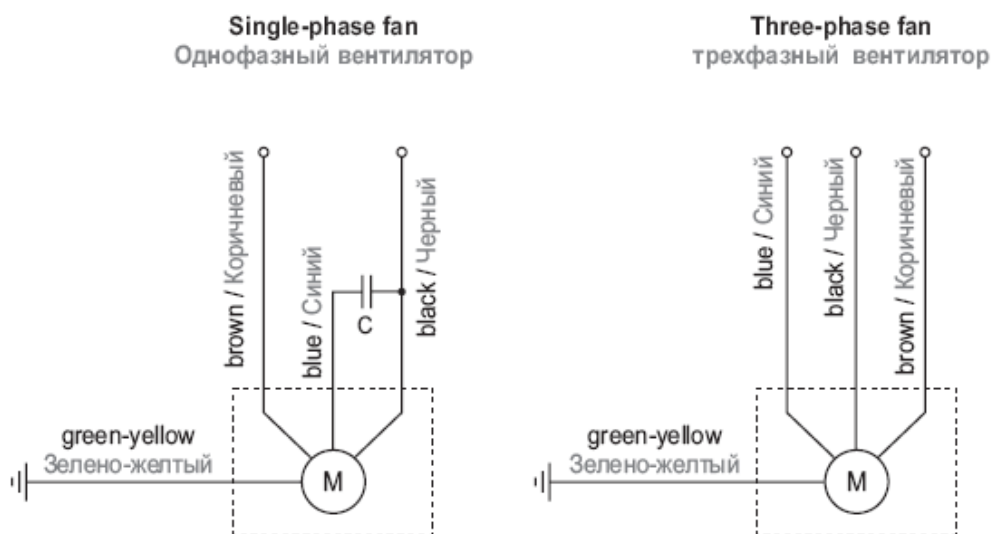 Single-phase fan
Однофазный вентилятор
brown / Коричневый
blue / Синий
C
black / Черный
green-yellow
Зелено-желтый
M
Three-phase fan
трехфазный вентилятор
blue / Синий
black / Черный
brown / Коричневый
green-yellow
Зелено-желтый
M